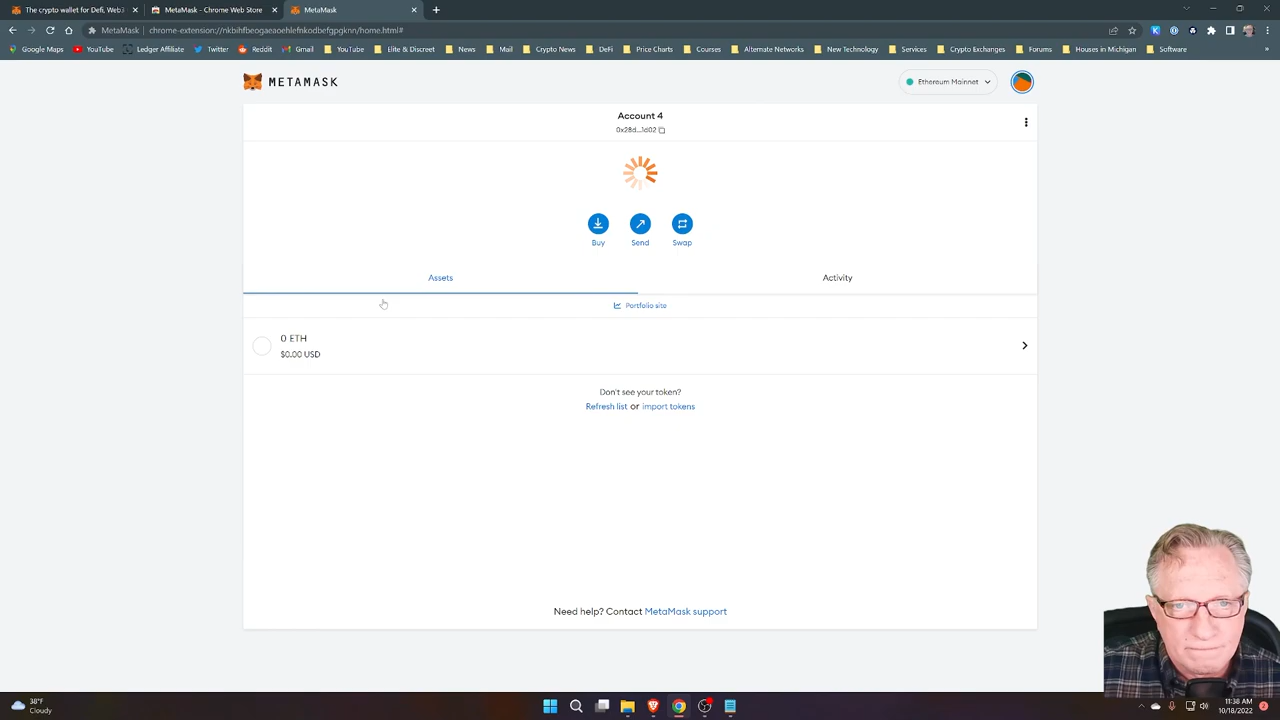 The crypto wallet for Defi, Web3
MetaMask - Chrome Web Store
MetaMask
MetaMask
chrome-extension://nkbihfbeogaeaoehlefnkodbefgpgknn/home.html#
Google Maps
YouTube
Ledger Affiliate
Twitter
Reddit
Gmail
YouTube
Elite & Discreet
News
Mail
Crypto News
DeFi
Price Charts
Courses
Alternate Networks
New Technology
Services
Crypto Exchanges
Forums
Houses in Michigan
Software
METAMASK
Ethereum Mainnet
Account 4
0x28d...1d02
Buy
Send
Swap
Assets
Activity
Portfolio site
0 ETH
$0.00 USD
Don't see your token?
Refresh list or import tokens
Need help? Contact MetaMask support
38°F
Cloudy
11:38 AM
10/18/2022
2